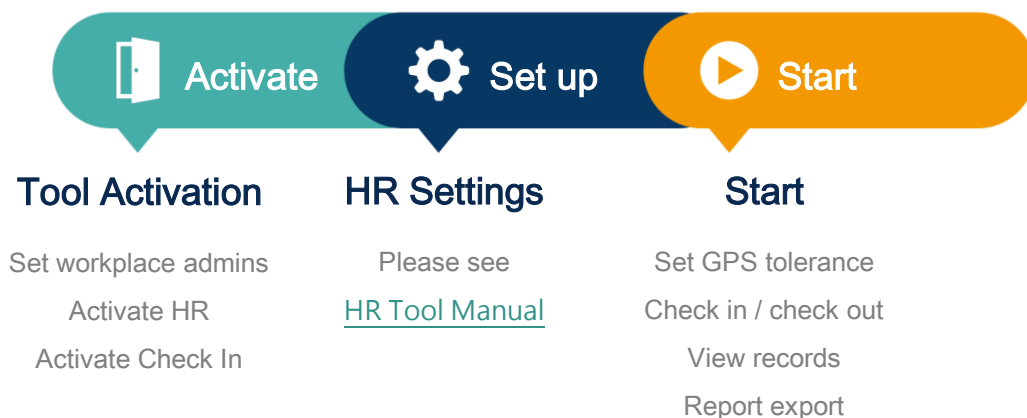 Activate
Set up
Start
Tool Activation
Set workplace admins
Activate HR
Activate Check In
HR Settings
Please see
HR Tool Manual
Start
Set GPS tolerance
Check in / check out
View records
Report export